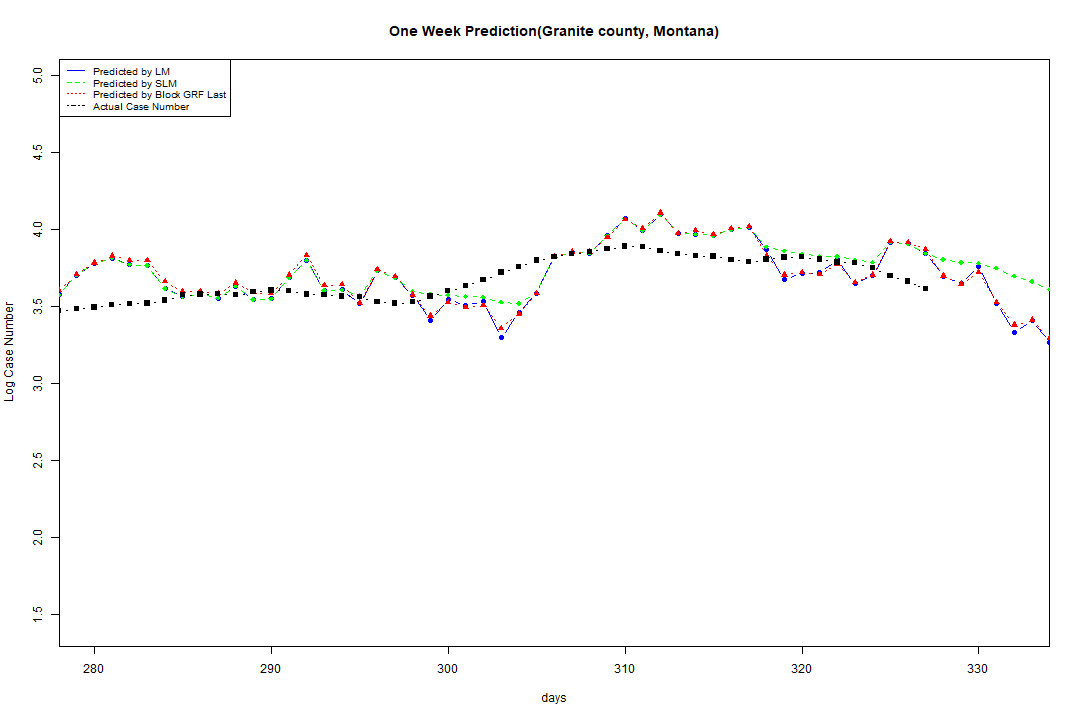 One Week Prediction(Granite county, Montana)
Predicted by LM
Predicted by SLM
Predicted by Block GRF Last
Actual Case Number
5.0
4.5
4.0
3.5
3.0
2.5
2.0
1.5
Log Case Number
280 290 300 310 320 330
days